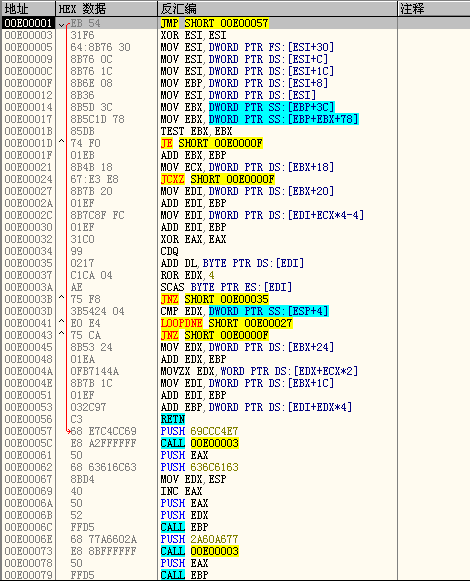 地址 HEX 数据 反汇编 注释
00E00001 EB 54 JMP SHORT 00E00057
00E00003 31F6 XOR ESI,ESI
00E00005 64:8B76 30 MOV ESI,DWORD PTR FS:[ESI+30]
00E00009 8B76 0C MOV ESI,DWORD PTR DS:[ESI+C]
00E0000C 8B76 1C MOV ESI,DWORD PTR DS:[ESI+1C]
00E0000F 8B6E 08 MOV EBP,DWORD PTR DS:[ESI+8]
00E00012 8B36 MOV ESI,DWORD PTR DS:[ESI]
00E00014 8B5D 3C MOV EBX,DWORD PTR SS:[EBP+3C]
00E00017 8B5C1D 78 MOV EBX,DWORD PTR SS:[EBP+EBX+78]
00E0001B 85DB TEST EBX,EBX
00E0001D ^ 74 F0 JE SHORT 00E0000F
00E0001F 01EB ADD EBX,EBP
00E00021 8B4B 18 MOV ECX,DWORD PTR DS:[EBX+18]
00E00024 67:E3 E8 JCXZ SHORT 00E0000F
00E00027 8B7B 20 MOV EDI,DWORD PTR DS:[EBX+20]
00E0002A 01EF ADD EDI,EBP
00E0002C 8B7C8F FC MOV EDI,DWORD PTR DS:[EDI+ECX*4-4]
00E00030 01EF ADD EDI,EBP
00E00032 31C0 XOR EAX,EAX
00E00034 99 CDQ
00E00035 0217 ADD DL,BYTE PTR DS:[EDI]
00E00037 C1CA 04 ROR EDX,4
00E0003A AE SCAS BYTE PTR ES:[EDI]
00E0003B ^ 75 F8 JNZ SHORT 00E00035
00E0003D 3B5424 04 CMP EDX,DWORD PTR SS:[ESP+4]
00E00041 ^ E0 E4 LOOPDNE SHORT 00E00027
00E00043 ^ 75 CA JNZ SHORT 00E0000F
00E00045 8B53 24 MOV EDX,DWORD PTR DS:[EBX+24]
00E00048 01EA ADD EDX,EBP
00E0004A 0FB7144A MOVZX EDX,WORD PTR DS:[EDX+ECX*2]
00E0004E 8B7B 1C MOV EDI,DWORD PTR DS:[EBX+1C]
00E00051 01EF ADD EDI,EBP
00E00053 032C97 ADD EBP,DWORD PTR DS:[EDI+EDX*4]
00E00056 C3 RETN
00E00057 68 E7C4CC69 PUSH 69CCC4E7
00E0005C E8 A2FFFFFF CALL 00E00003
00E00061 50 PUSH EAX
00E00062 68 63616C63 PUSH 636C6163
00E00067 8BD4 MOV EDX,ESP
00E00069 40 INC EAX
00E0006A 50 PUSH EAX
00E0006B 52 PUSH EDX
00E0006C FFD5 CALL EBP
00E0006E 68 77A6602A PUSH 2A60A677
00E00073 E8 8BFFFFFF CALL 00E00003
00E00078 50 PUSH EAX
00E00079 FFD5 CALL EBP